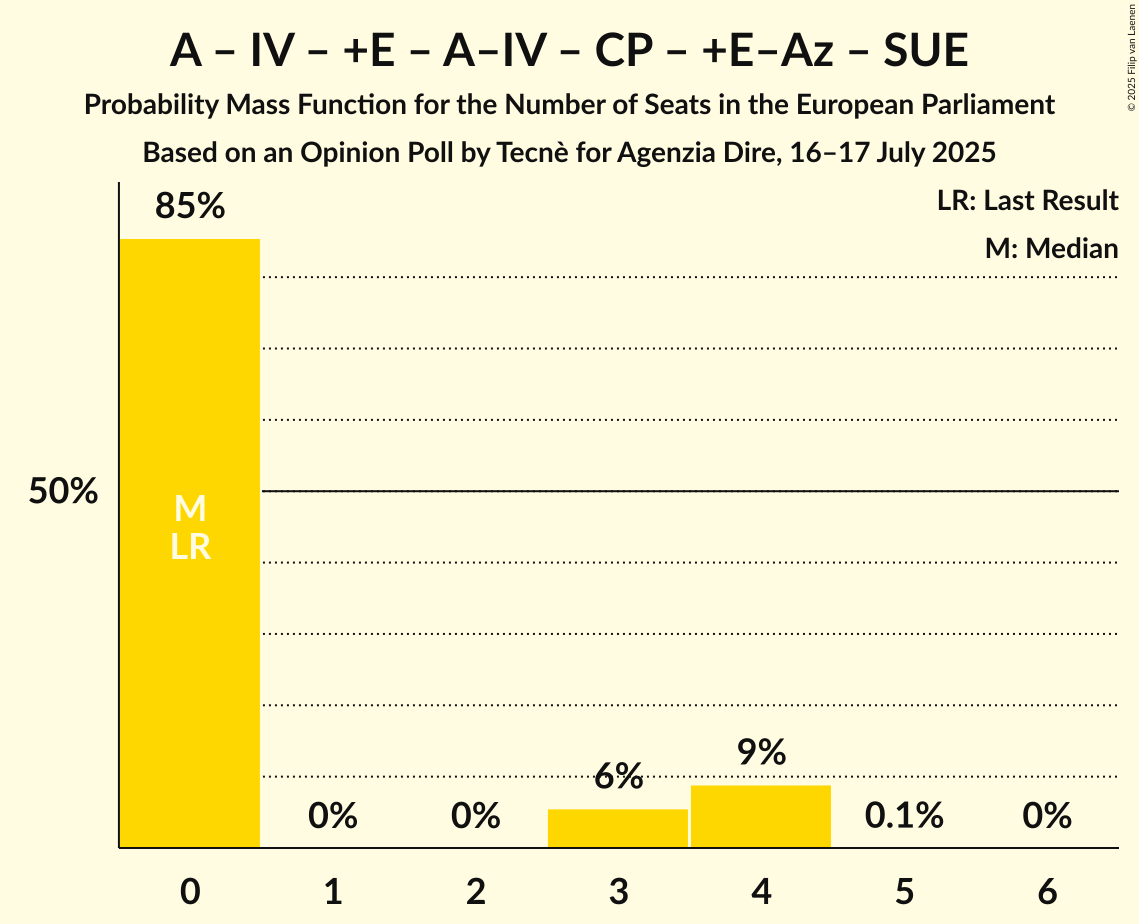 A – IV – +E – A–IV – CP – +E–Az – SUE
Probability Mass Function for the Number of Seats in the European Parliament
Based on an Opinion Poll by Tecnè for Agenzia Dire, 16–17 July 2025
© 2025 Filip van Laenen
LR: Last Result
M: Median
85%
50%
M
LR
0%
0%
6%
9%
0.1%
0%
0 1 2 3 4 5 6